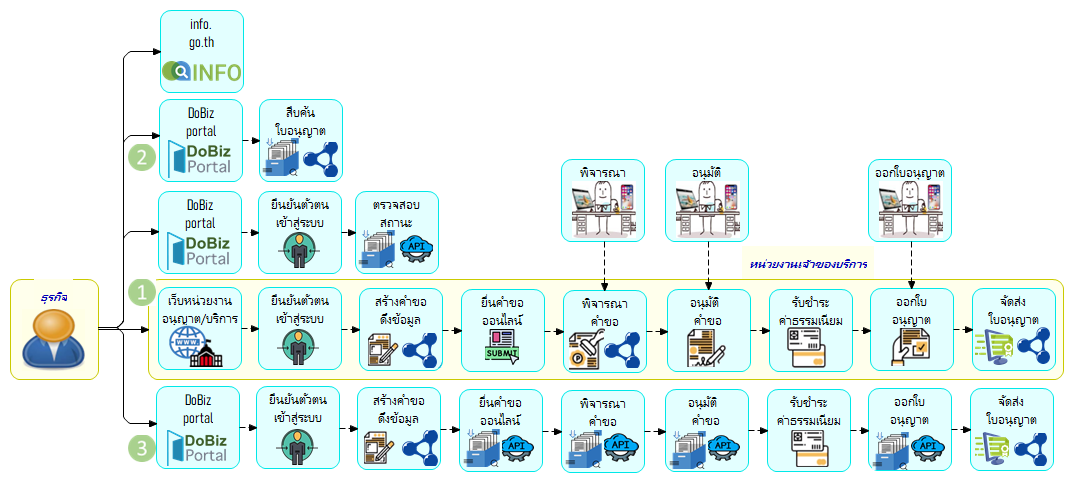 info.
go.th
INFO
DoBiz
portal
DoBiz
Portal
สืบค้น
ใบอนุญาต
2
พิจารณา
อนุมัติ
ออกใบอนุญาต
DoBiz
portal
DoBiz
Portal
ยืนยันตัวตน
เข้าสู่ระบบ
ตรวจสอบ
สถานะ
API
หน่วยงานเจ้าของบริการ
ธุรกิจ
1
เว็บหน่วยงาน
อนุญาต/บริการ
WWW
ยืนยันตัวตน
เข้าสู่ระบบ
สร้างคำขอ
ดึงข้อมูล
ยื่นคำขอ
ออนไลน์
SUBMIT
พิจารณา
คำขอ
อนุมัติ
คำขอ
รับชำระ
ค่าธรรมเนียม
ออกใบ
อนุญาต
จัดส่ง
ใบอนุญาต
3
DoBiz
portal
DoBiz
Portal
ยืนยันตัวตน
เข้าสู่ระบบ
สร้างคำขอ
ดึงข้อมูล
ยื่นคำขอ
ออนไลน์
API
พิจารณา
คำขอ
API
อนุมัติ
คำขอ
API
รับชำระ
ค่าธรรมเนียม
ออกใบ
อนุญาต
API
จัดส่ง
ใบอนุญาต